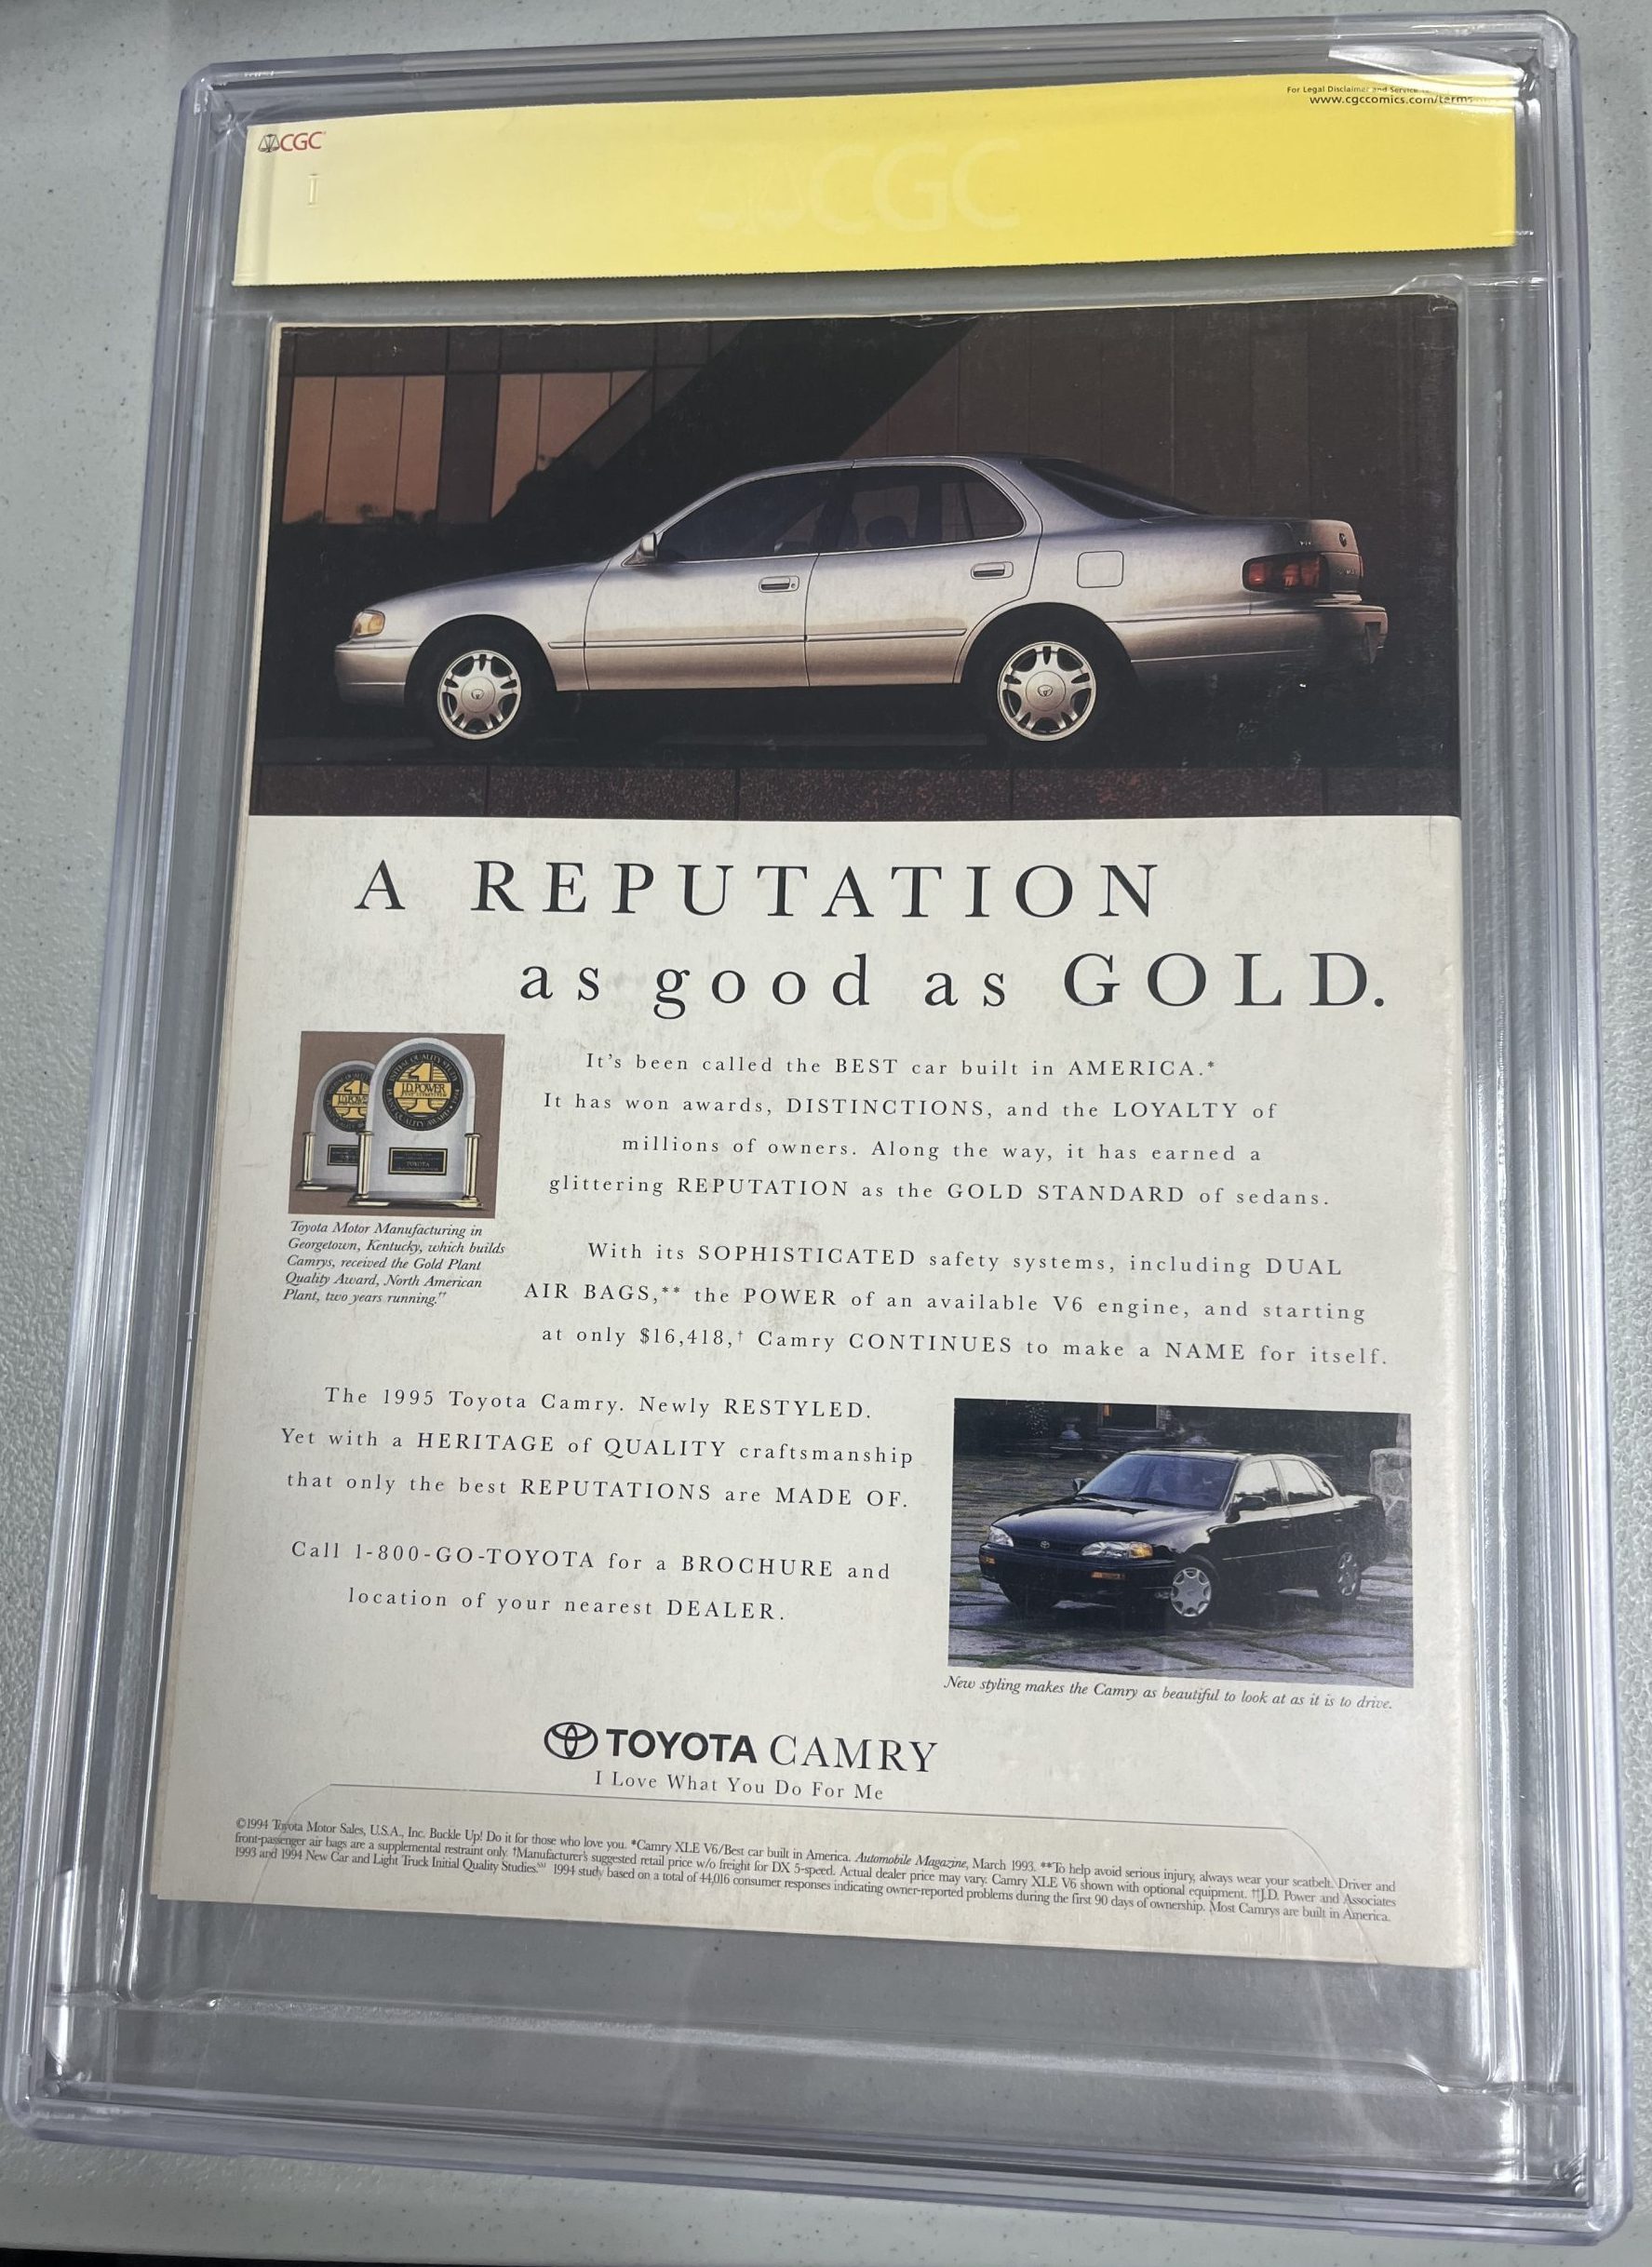 CGC
For Legal Disclaimer and Service
www.cgccomics.com/terms
CGC
A REPUTATION
as good as GOLD.
J.D. POWER
TOYOTA
It's been called the BEST car built in AMERICA.*
It has won awards, DISTINCTIONS, and the LOYALTY of
millions of owners. Along the way, it has earned a
glittering REPUTATION as the GOLD STANDARD of sedans.
Toyota Motor Manufacturing in
Georgetown, Kentucky, which builds
Camrys, received the Gold Plant
Quality Award, North American
Plant, two years running.††
With its SOPHISTICATED safety systems, including DUAL
AIR BAGS,** the POWER of an available V6 engine, and starting
at only $16,418,† Camry CONTINUES to make a NAME for itself.
The 1995 Toyota Camry. Newly RESTYLED.
Yet with a HERITAGE of QUALITY craftsmanship
that only the best REPUTATIONS are MADE OF.
Call 1-800-GO-TOYOTA for a BROCHURE and
location of your nearest DEALER.
New styling makes the Camry as beautiful to look at as it is to drive.
TOYOTA CAMRY
I Love What You Do For Me
©1994 Toyota Motor Sales, U.S.A., Inc. Buckle Up! Do it for those who love you. *Camry XLE V6/Best car built in America. Automobile Magazine, March 1993. **To help avoid serious injury, always wear your seatbelt. Driver and
front-passenger air bags are a supplemental restraint only. †Manufacturer's suggested retail price w/o freight for DX 5-speed. Actual dealer price may vary. Camry XLE V6 shown with optional equipment. ††J.D. Power and Associates
1993 and 1994 New Car and Light Truck Initial Quality Studies.℠ 1994 study based on a total of 44,016 consumer responses indicating owner-reported problems during the first 90 days of ownership. Most Camrys are built in America.